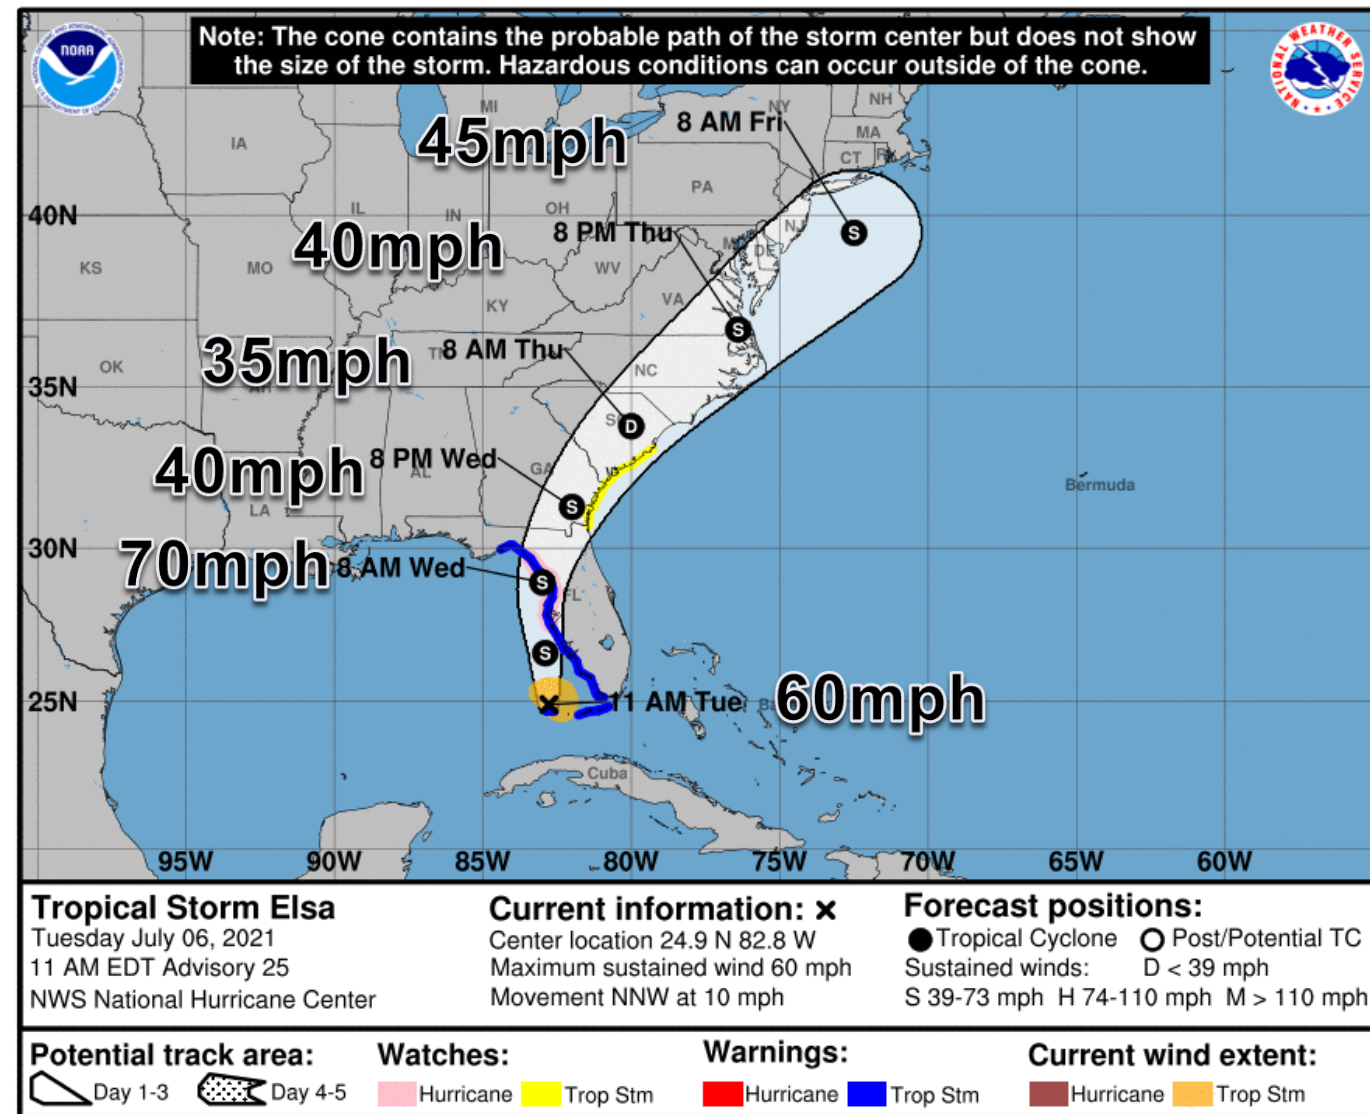 Note: The cone contains the probable path of the storm center but does not show
the size of the storm. Hazardous conditions can occur outside of the cone.
NOAA
NATIONAL WEATHER SERVICE
MI
NY
NH
8 AM Fri
45mph
MA
IA
CT
PA
IL
IN
OH
40N
8 PM Thu
NJ
40mph
DE
KS
MO
WV
VA
KY
8 AM Thu
35mph
OK
NC
35N
8 PM Wed
40mph
GA
AL
Bermuda
LA
30N
70mph
8 AM Wed
FL
S
D
S
S
S
S
25N
11 AM Tue
60mph
Cuba
95W 90W 85W 80W 75W 70W 65W 60W
Tropical Storm Elsa
Tuesday July 06, 2021
11 AM EDT Advisory 25
NWS National Hurricane Center
Current information: ×
Center location 24.9 N 82.8 W
Maximum sustained wind 60 mph
Movement NNW at 10 mph
Forecast positions:
Tropical Cyclone Post/Potential TC
Sustained winds: D < 39 mph
S 39-73 mph H 74-110 mph M > 110 mph
Potential track area:
Day 1-3 Day 4-5
Watches:
Hurricane Trop Stm
Warnings:
Hurricane Trop Stm
Current wind extent:
Hurricane Trop Stm